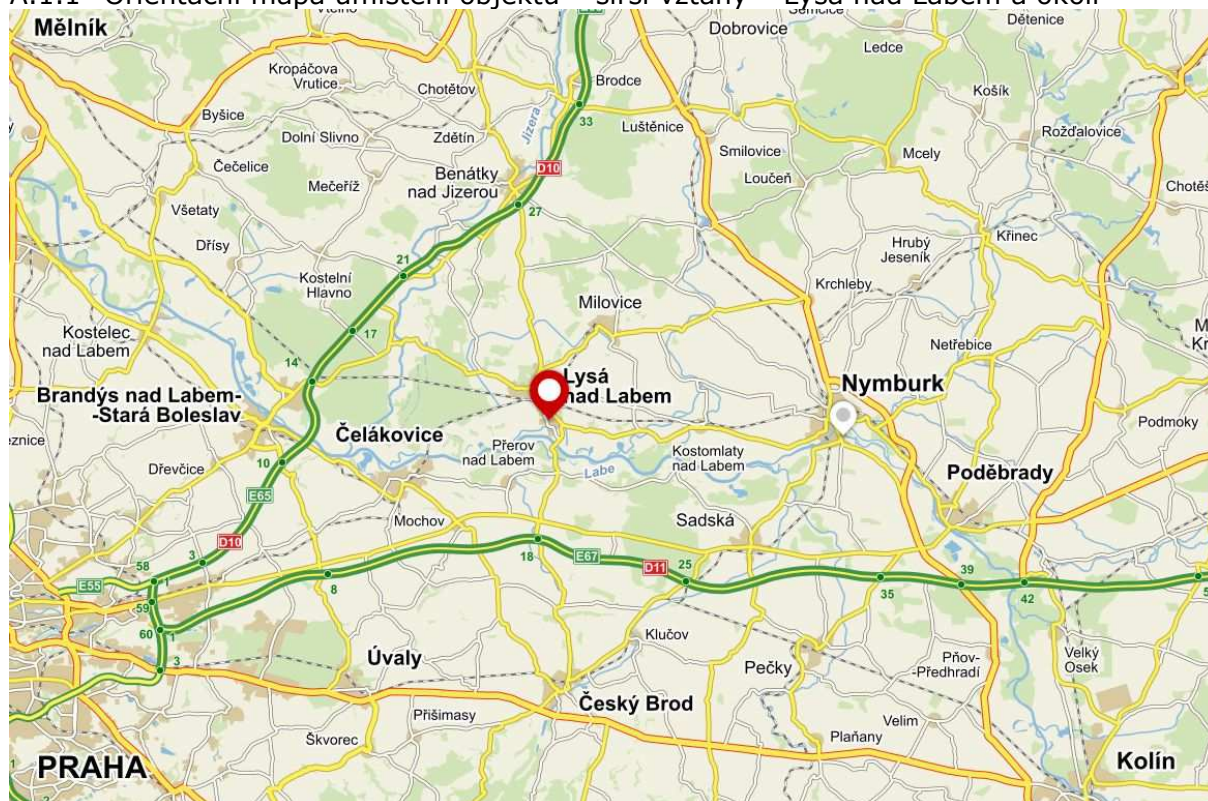 A.1.1 Orientační mapa umístění objektu – širší vztahy – Lysá nad Labem a okolí
Mělník
Dobrovice
Dětenice
Ledce
Kropáčova
Vrutice
Chotětov
Brodce
Košík
Byšice
Jizera
33
Luštěnice
Rožďalovice
Dolní Slivno
Zdětín
Smilovice
Mcely
Čečelice
D10
Mečeříž
Benátky
nad Jizerou
Loučeň
Všetaty
27
Křinec
Dřísy
Hrubý
Jeseník
21
Kostelní
Hlavno
Krchleby
Milovice
Kostelec
nad Labem
17
Netřebice
14
Lysá
nad Labem
Nymburk
Brandýs nad Labem-
-Stará Boleslav
Podmoky
Čelákovice
Přerov
nad Labem
Kostomlaty
nad Labem
Labe
Dřevčice
10
Poděbrady
E65
Mochov
Sadská
D10
18
E67
D11
25
58
3
E55
1
8
35
39
42
59
60
1
3
Klučov
Úvaly
Pečky
Pňov-
-Předhradí
Velký
Osek
Český Brod
Přišimasy
Velim
Škvorec
Plaňany
PRAHA
Kolín